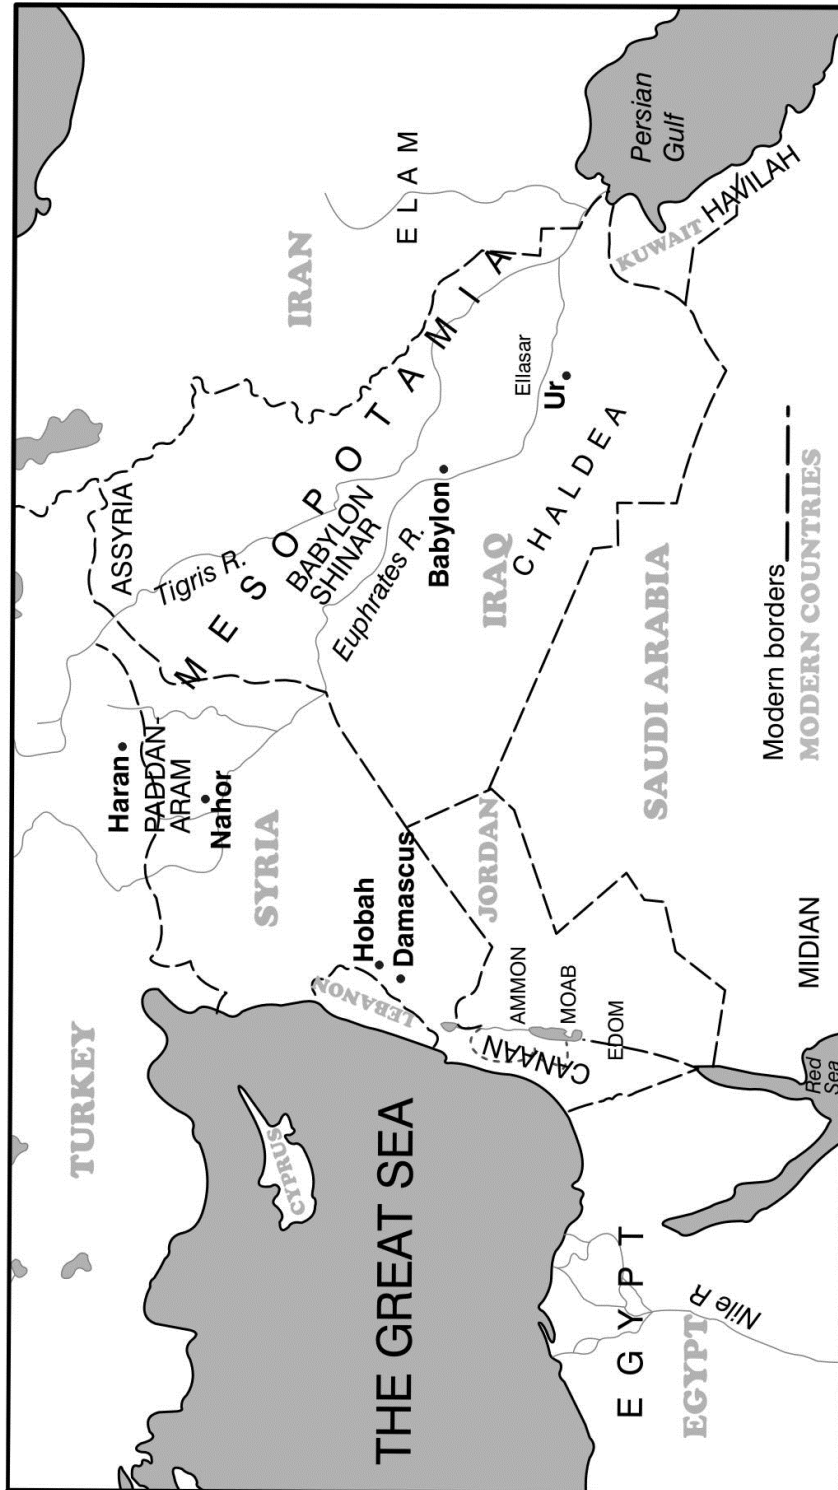 TURKEY
CYPRUS
THE GREAT SEA
Haran
PADDAN-
ARAM
Nahor
SYRIA
Hobah
Damascus
LEBANON
ASSYRIA
Tigris R.
MESOPOTAMIA
BABYLON
SHINAR
Euphrates R.
Babylon
IRAQ
CHALDEA
Ellasar
Ur
IRAN
ELAM
Persian
Gulf
KUWAIT
HAVILAH
JORDAN
AMMON
MOAB
EDOM
CANAAN
SAUDI ARABIA
MIDIAN
Red
Sea
EGYPT
EGYPT
Nile R
Modern borders
MODERN COUNTRIES